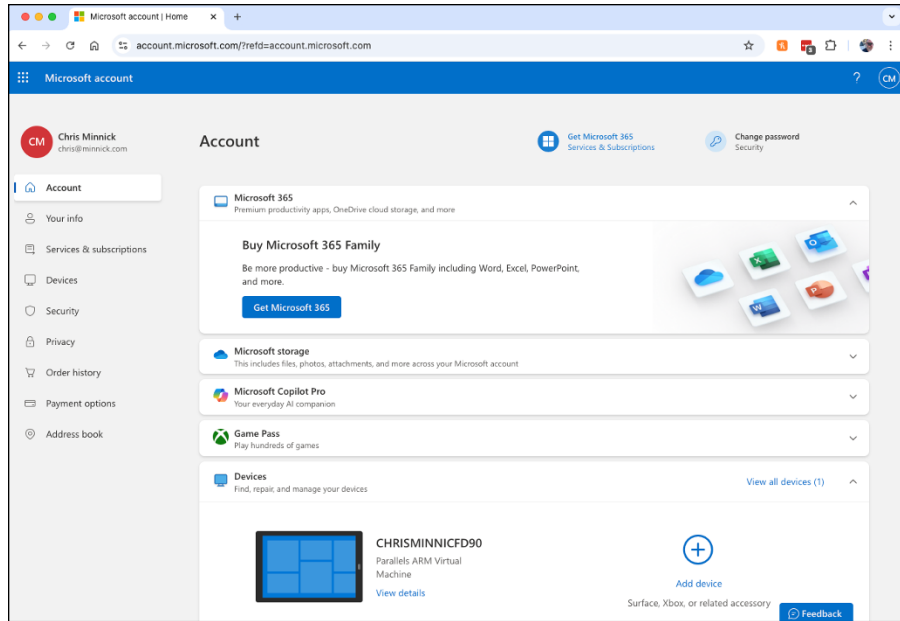 Microsoft account | Home
account.microsoft.com/?refd=account.microsoft.com
3
Microsoft account
?
CM
CM
Chris Minnick
chris@minnick.com
Account
Get Microsoft 365
Services & Subscriptions
Change password
Security
Account
Your info
Services & subscriptions
Devices
Security
Privacy
Order history
Payment options
Address book
Microsoft 365
Premium productivity apps, OneDrive cloud storage, and more
Buy Microsoft 365 Family
Be more productive - buy Microsoft 365 Family including Word, Excel, PowerPoint,
and more.
Get Microsoft 365
Microsoft storage
This includes files, photos, attachments, and more across your Microsoft account
Microsoft Copilot Pro
Your everyday AI companion
Game Pass
Play hundreds of games
Devices
Find, repair, and manage your devices
View all devices (1)
CHRISMINNICFD90
Parallels ARM Virtual
Machine
View details
Add device
Surface, Xbox, or related accessory
Feedback